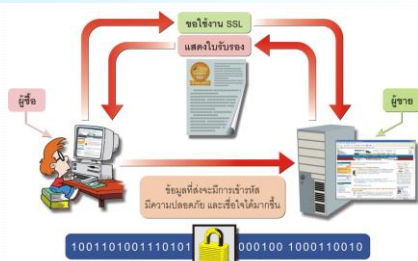 ขอใช้งาน SSL
แสดงใบรับรอง
ผู้ซื้อ
ผู้ขาย
ข้อมูลที่ส่งจะมีการเข้ารหัส
มีความปลอดภัย และเชื่อใจได้มากขึ้น
1001101001110101 000100 1000110010